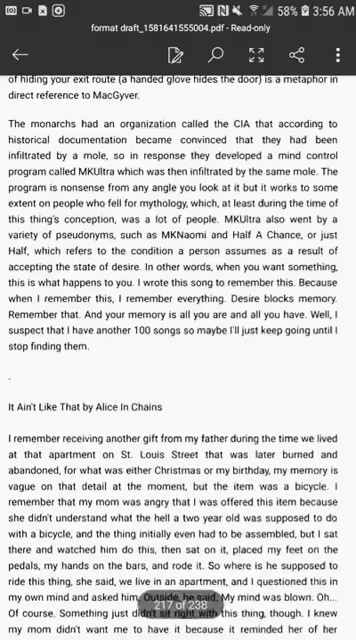 58% 3:56 AM
format draft_1581641555004.pdf - Read-only
of hiding your exit route (a handed glove hides the door) is a metaphor in
direct reference to MacGyver.
The monarchs had an organization called the CIA that according to
historical documentation became convinced that they had been
infiltrated by a mole, so in response they developed a mind control
program called MKUltra which was then infiltrated by the same mole. The
program is nonsense from any angle you look at but it works to some
extent on people who fell for mythology, which, at least during the time of
this thing's conception, was a lot of people. MKUltra also went by a
variety of pseudonyms, such as MKNaomi and Half A Chance, or just
Half, which refers to the condition a person assumes as a result of
accepting the state of desire. In other words, when you want something,
this is what happens to you. I wrote this song to remember this. Because
when I remember this, I remember everything. Desire blocks memory.
Remember that. And your memory is all you are and all you have. Well, I
suspect that I have another 100 songs so maybe I'll just keep going until I
stop finding them.
.
It Ain't Like That by Alice In Chains
I remember receiving another gift from my father during the time we lived
at that apartment on St. Louis Street that was later burned and
abandoned, for what was either Christmas or my birthday, my memory is
vague on that detail at the moment, but the item was a bicycle. I
remember that my mom was angry that I was offered this item because
she didn't understand what the hell a two year old was supposed to do
with a bicycle, and the thing initially even had to be assembled, but I sat
there and watched him do this, then sat on it, placed my feet on the
pedals, my hands on the bars, and rode it. So where is he supposed to
ride this thing, she said, we live in an apartment, and I questioned this in
my own mind and asked him, Outside, he said. My mind was blown. Oh...
Of course. Something just didn't sit right with this thing, though. I knew
my mom didn't want me to have it because it reminded her of her
217 of 238